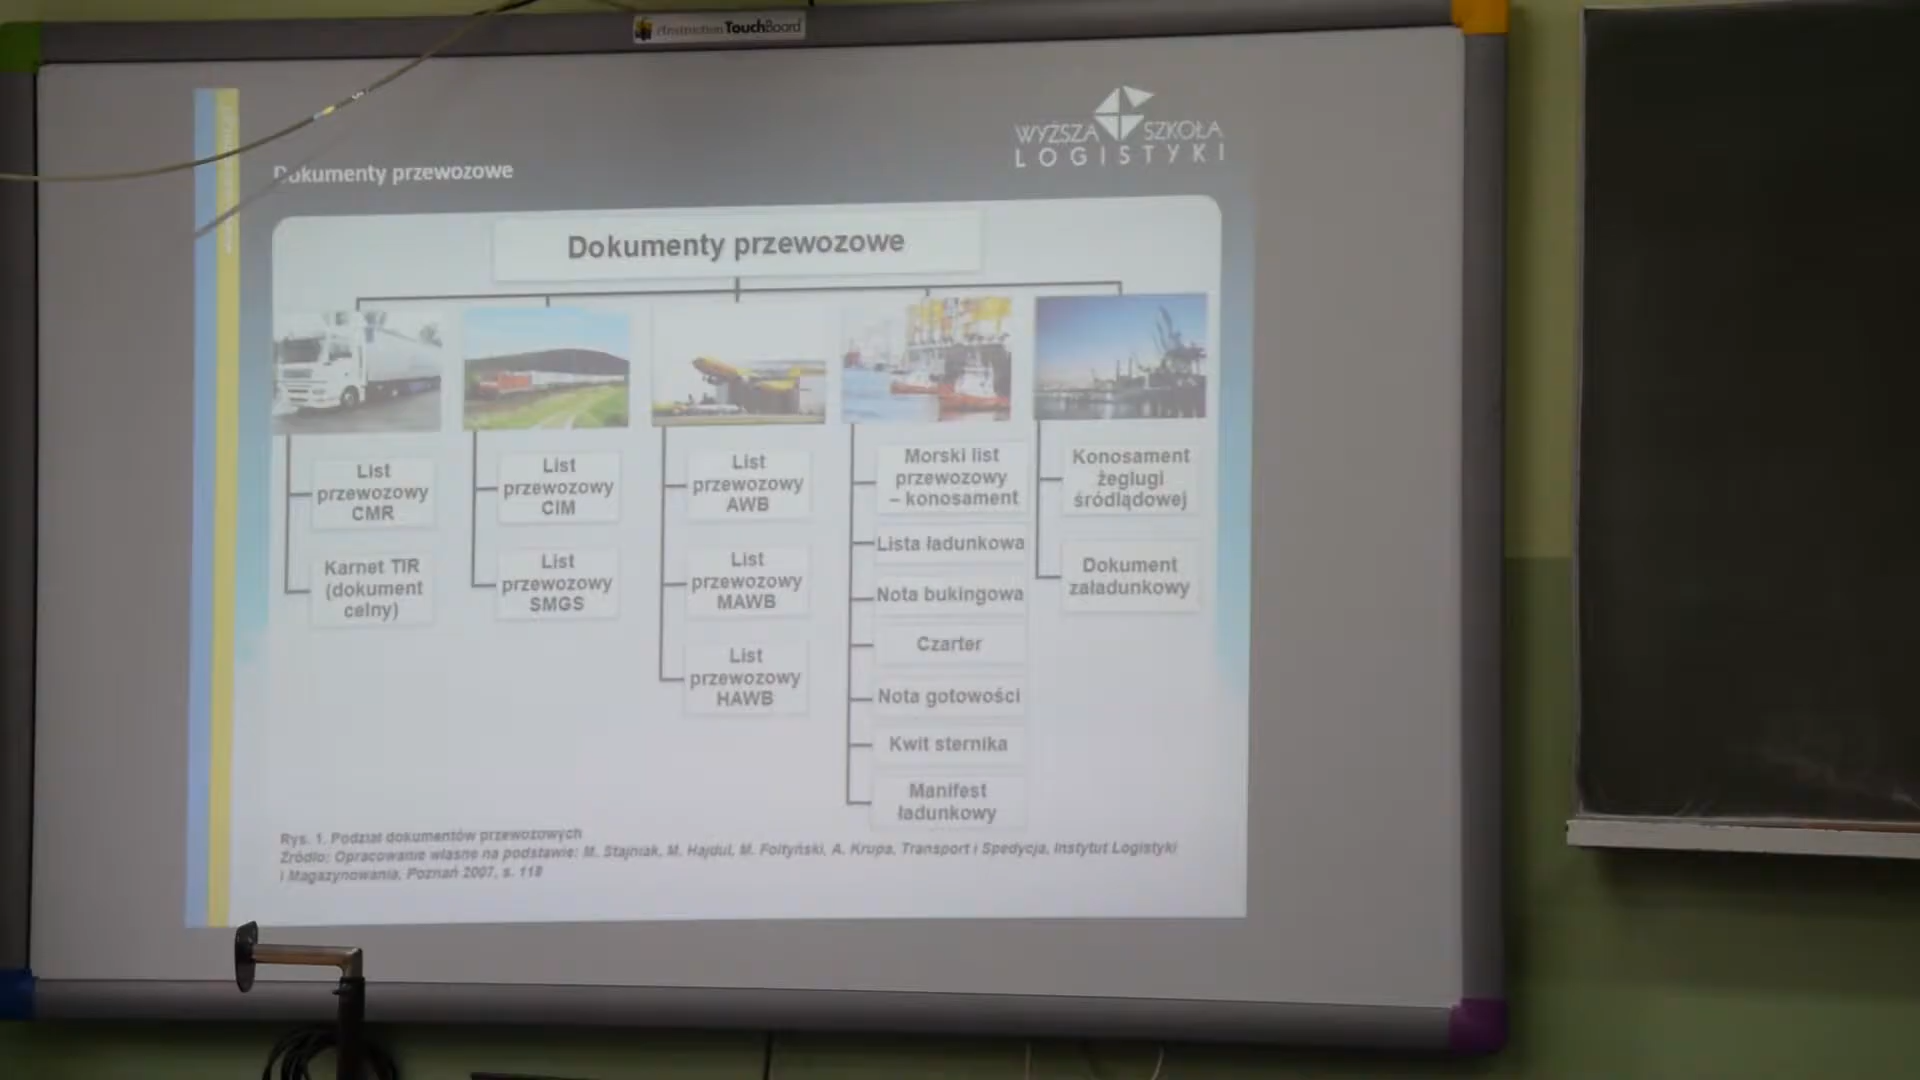 eInstruction TouchBoard
WYŻSZA SZKOŁA
LOGISTYKI
Dokumenty przewozowe
Dokumenty przewozowe
List
przewozowy
CMR
Karnet TIR
(dokument
celny)
List
przewozowy
CIM
List
przewozowy
SMGS
List
przewozowy
AWB
List
przewozowy
MAWB
List
przewozowy
HAWB
Morski list
przewozowy
– konosament
Lista ładunkowa
Nota bukingowa
Czarter
Nota gotowości
Kwit sternika
Manifest
ładunkowy
Konosament
żeglugi
śródlądowej
Dokument
załadunkowy
Rys. 1. Podział dokumentów przewozowych
Źródło: Opracowanie własne na podstawie: M. Stajniak, M. Hajdul, M. Foltyński, A. Krupa, Transport i Spedycja, Instytut Logistyki
i Magazynowania, Poznań 2007, s. 118